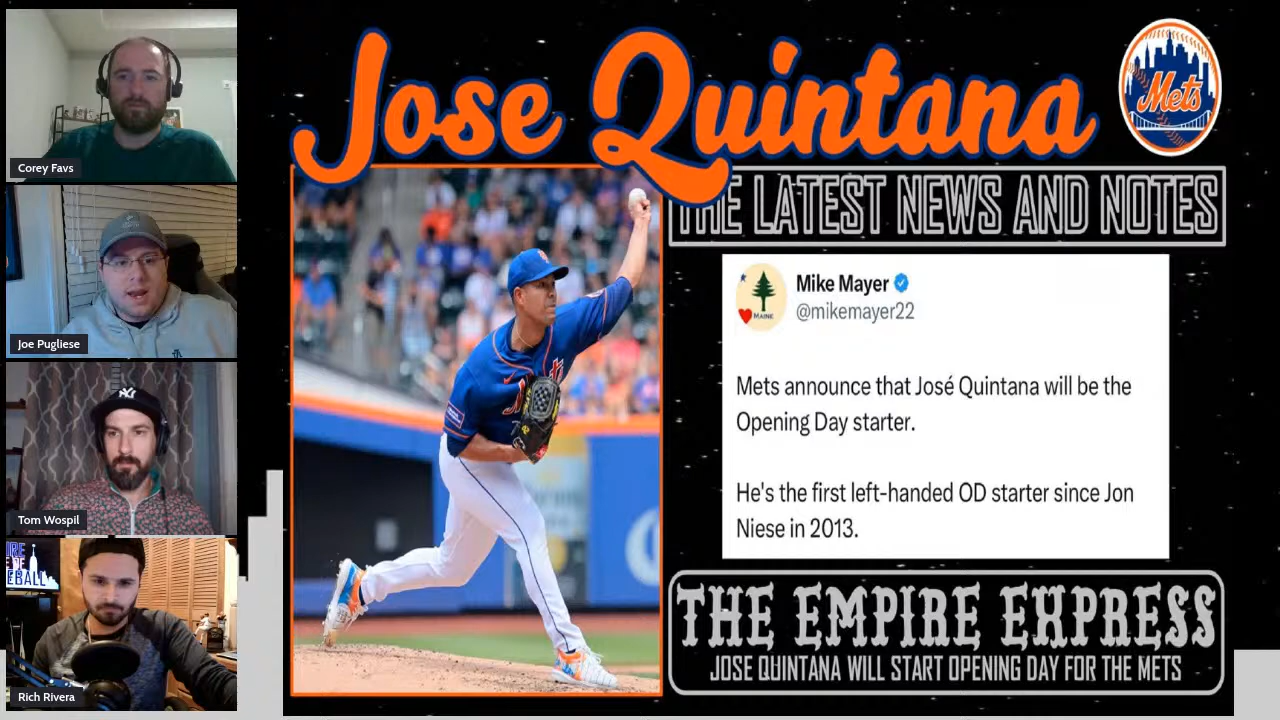 Jose Quintana
Mets
THE LATEST NEWS AND NOTES
Mike Mayer
@mikemayer22
MAINE
Mets announce that José Quintana will be the
Opening Day starter.
He's the first left-handed OD starter since Jon
Niese in 2013.
THE EMPIRE EXPRESS
JOSE QUINTANA WILL START OPENING DAY FOR THE METS
Corey Favs
Joe Pugliese
Tom Wospil
NY
Rich Rivera